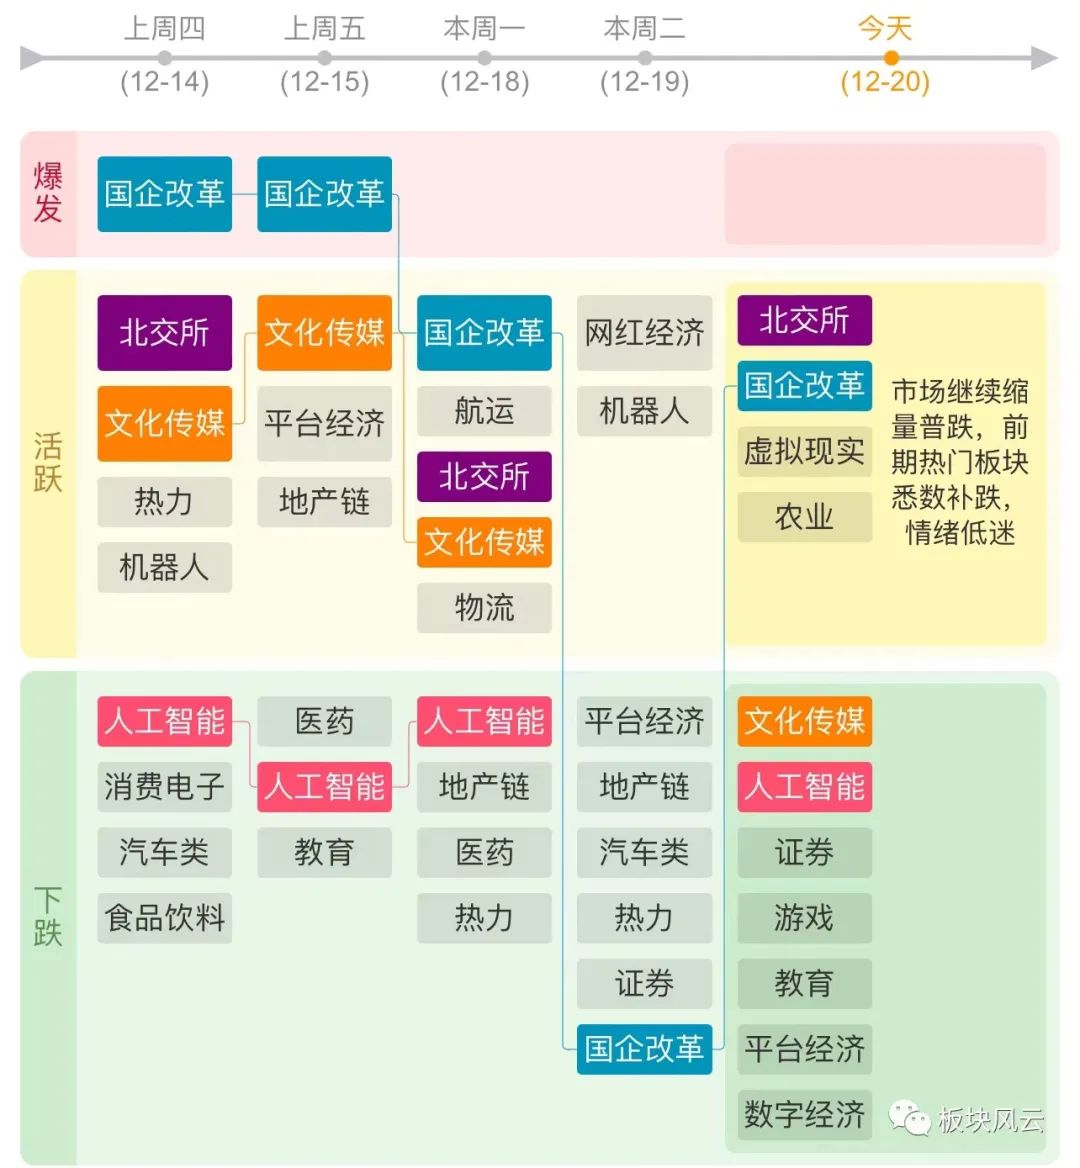 上周四
上周五
本周一
本周二
今天
(12-14)
(12-15)
(12-18)
(12-19)
(12-20)
爆发
国企改革
国企改革
活跃
北交所
文化传媒
热力
机器人
文化传媒
平台经济
地产链
国企改革
航运
北交所
文化传媒
物流
网红经济
机器人
北交所
国企改革
虚拟现实
农业
市场继续缩
量普跌，前
期热门板块
悉数补跌，
情绪低迷
下跌
人工智能
消费电子
汽车类
食品饮料
医药
人工智能
教育
人工智能
地产链
医药
热力
平台经济
地产链
汽车类
热力
证券
国企改革
文化传媒
人工智能
证券
游戏
教育
平台经济
数字经济
板块风云